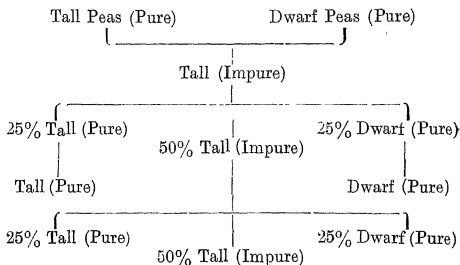 Tall Peas (Pure) Dwarf Peas (Pure)
Tall (Impure)
25% Tall (Pure) 25% Dwarf (Pure)
50% Tall (Impure)
Tall (Pure) Dwarf (Pure)
25% Tall (Pure) 25% Dwarf (Pure)
50% Tall (Impure)